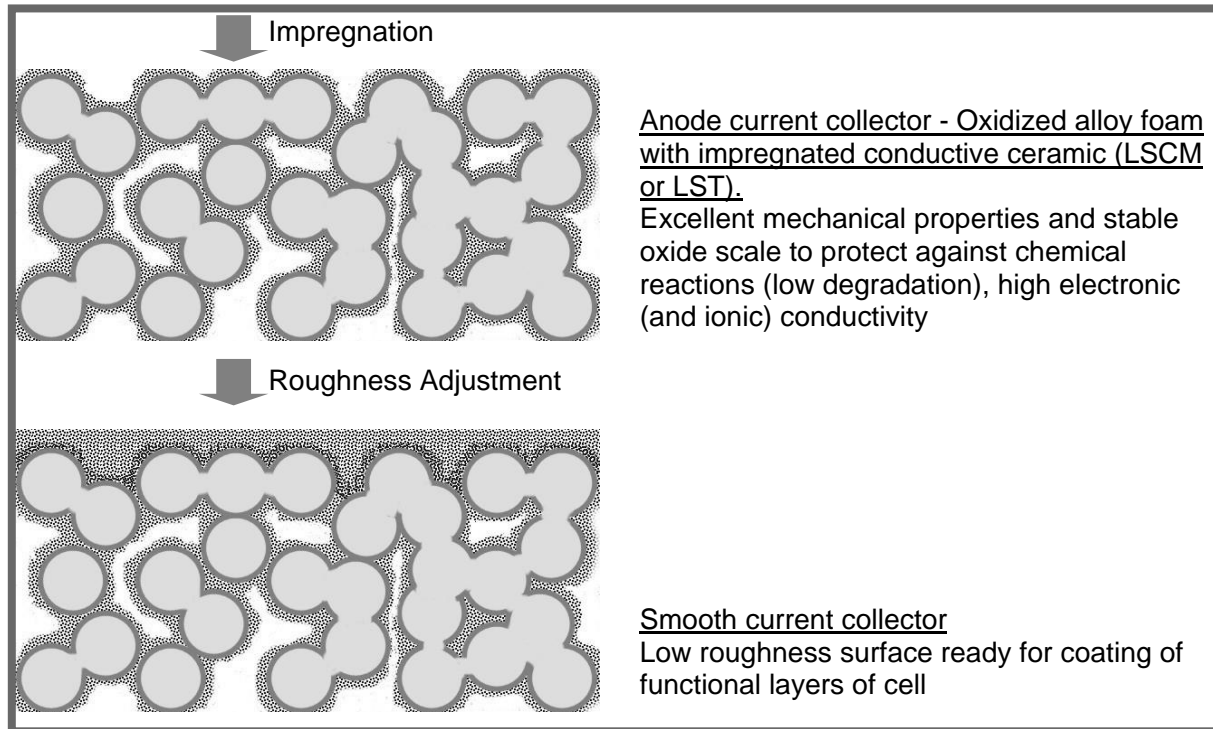 Impregnation
Anode current collector - Oxidized alloy foam
with impregnated conductive ceramic (LSCM
or LST).
Excellent mechanical properties and stable
oxide scale to protect against chemical
reactions (low degradation), high electronic
(and ionic) conductivity
Roughness Adjustment
Smooth current collector
Low roughness surface ready for coating of
functional layers of cell